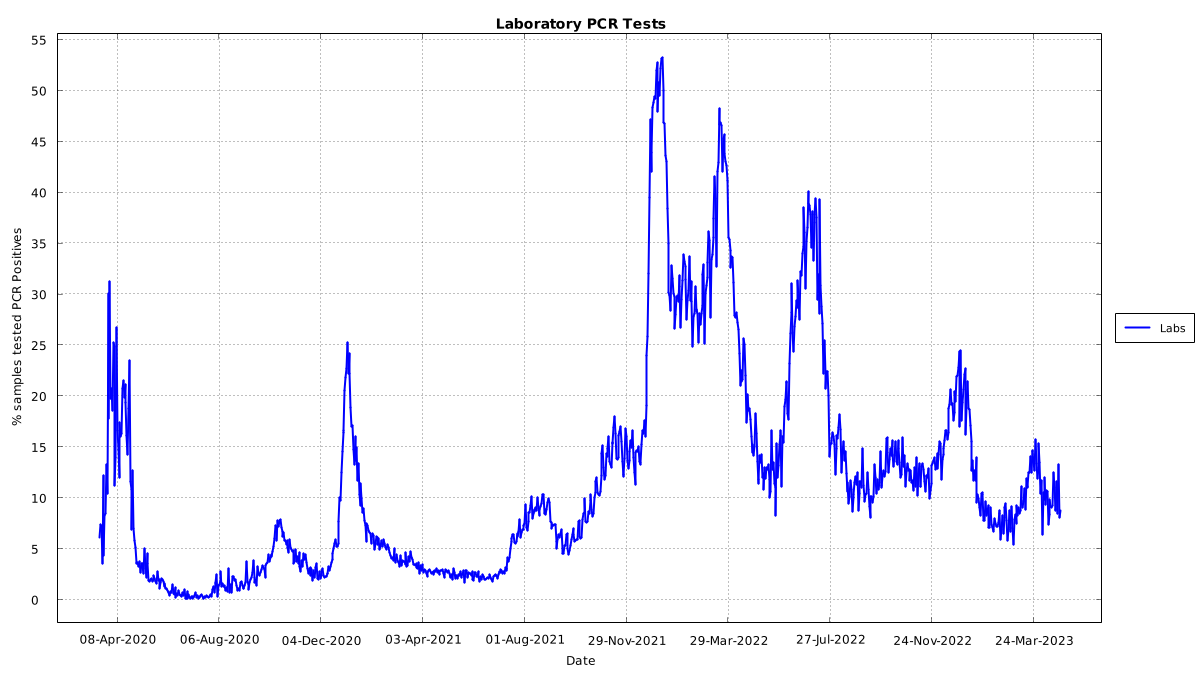 Laboratory PCR Tests
% samples tested PCR Positives
55
50
45
40
35
30
25
20
15
10
5
0
08-Apr-2020 06-Aug-2020 04-Dec-2020 03-Apr-2021 01-Aug-2021 29-Nov-2021 29-Mar-2022 27-Jul-2022 24-Nov-2022 24-Mar-2023
Date
Labs